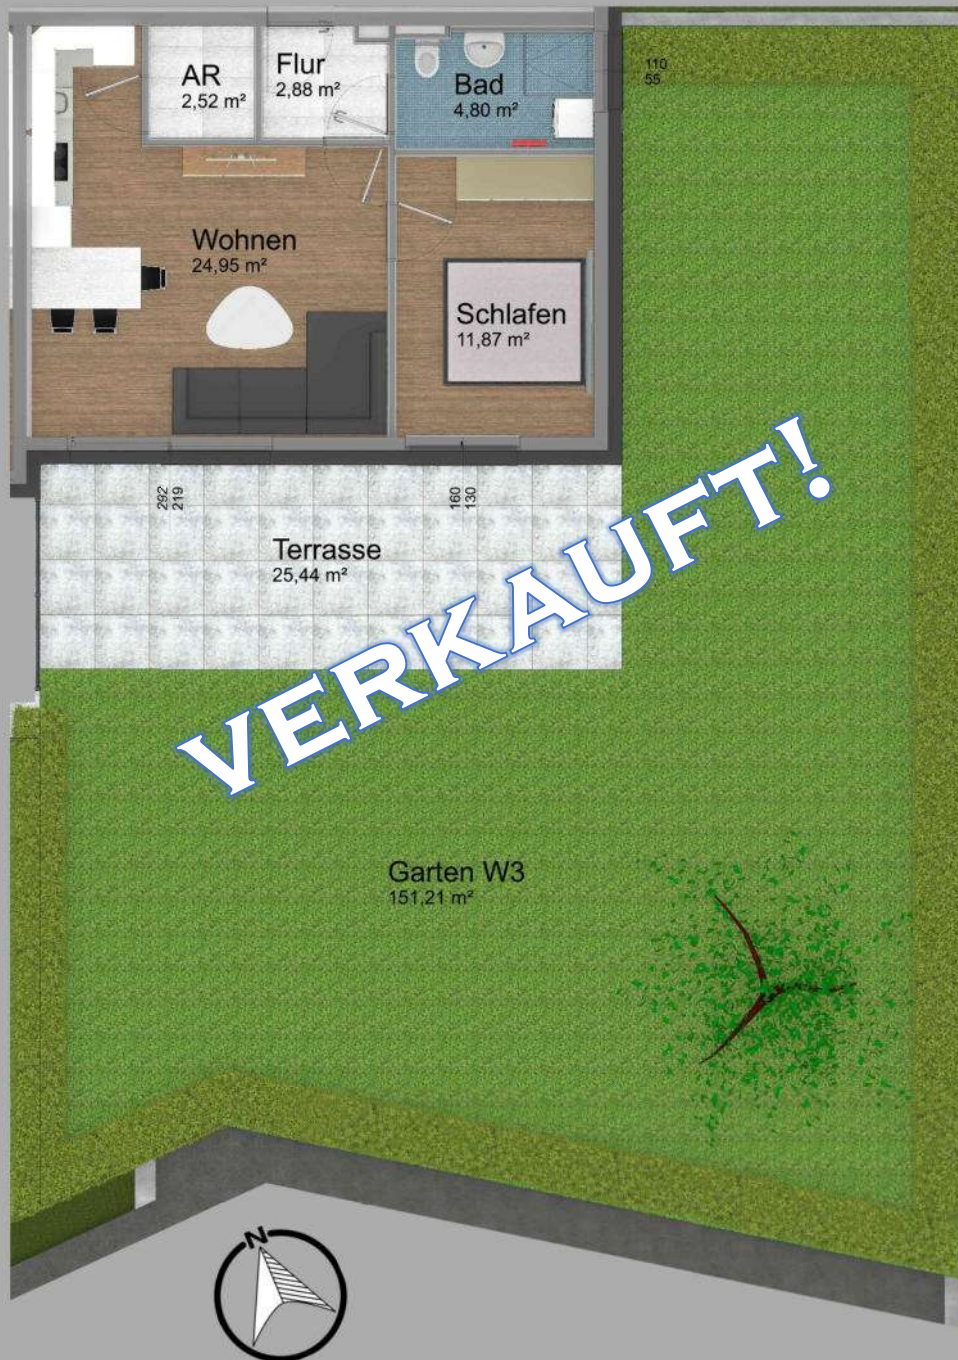 AR
2,52 m²
Flur
2,88 m²
Bad
4,80 m²
110
55
Wohnen
24,95 m²
Schlafen
11,87 m²
292
219
160
130
Terrasse
25,44 m²
VERKAUFT!
Garten W3
151,21 m²
N